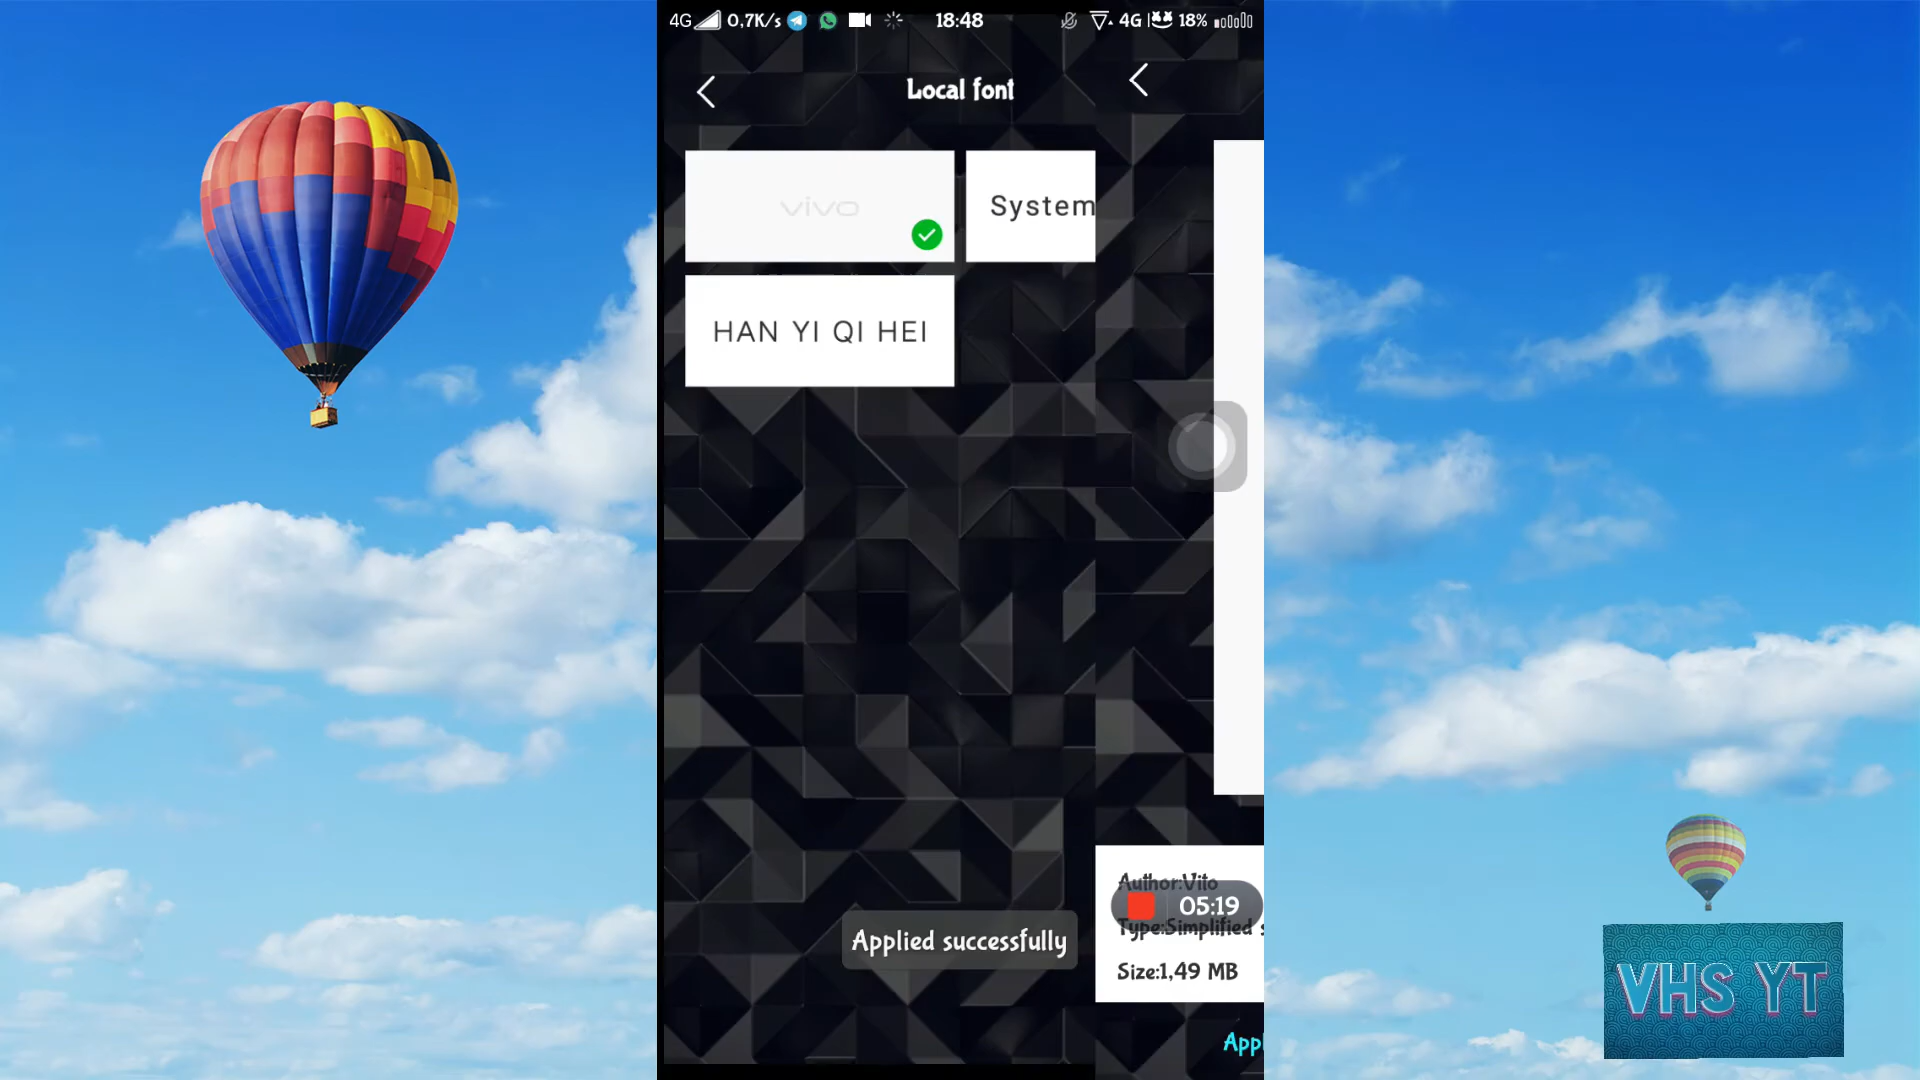 4G 0,7K/s 18:48 4G 18%
Local font
vivo
System
HAN YI QI HEI
Author:Vito
05:19
Type:Simplified
Applied successfully
Size:1,49 MB
Appl
VHS YT